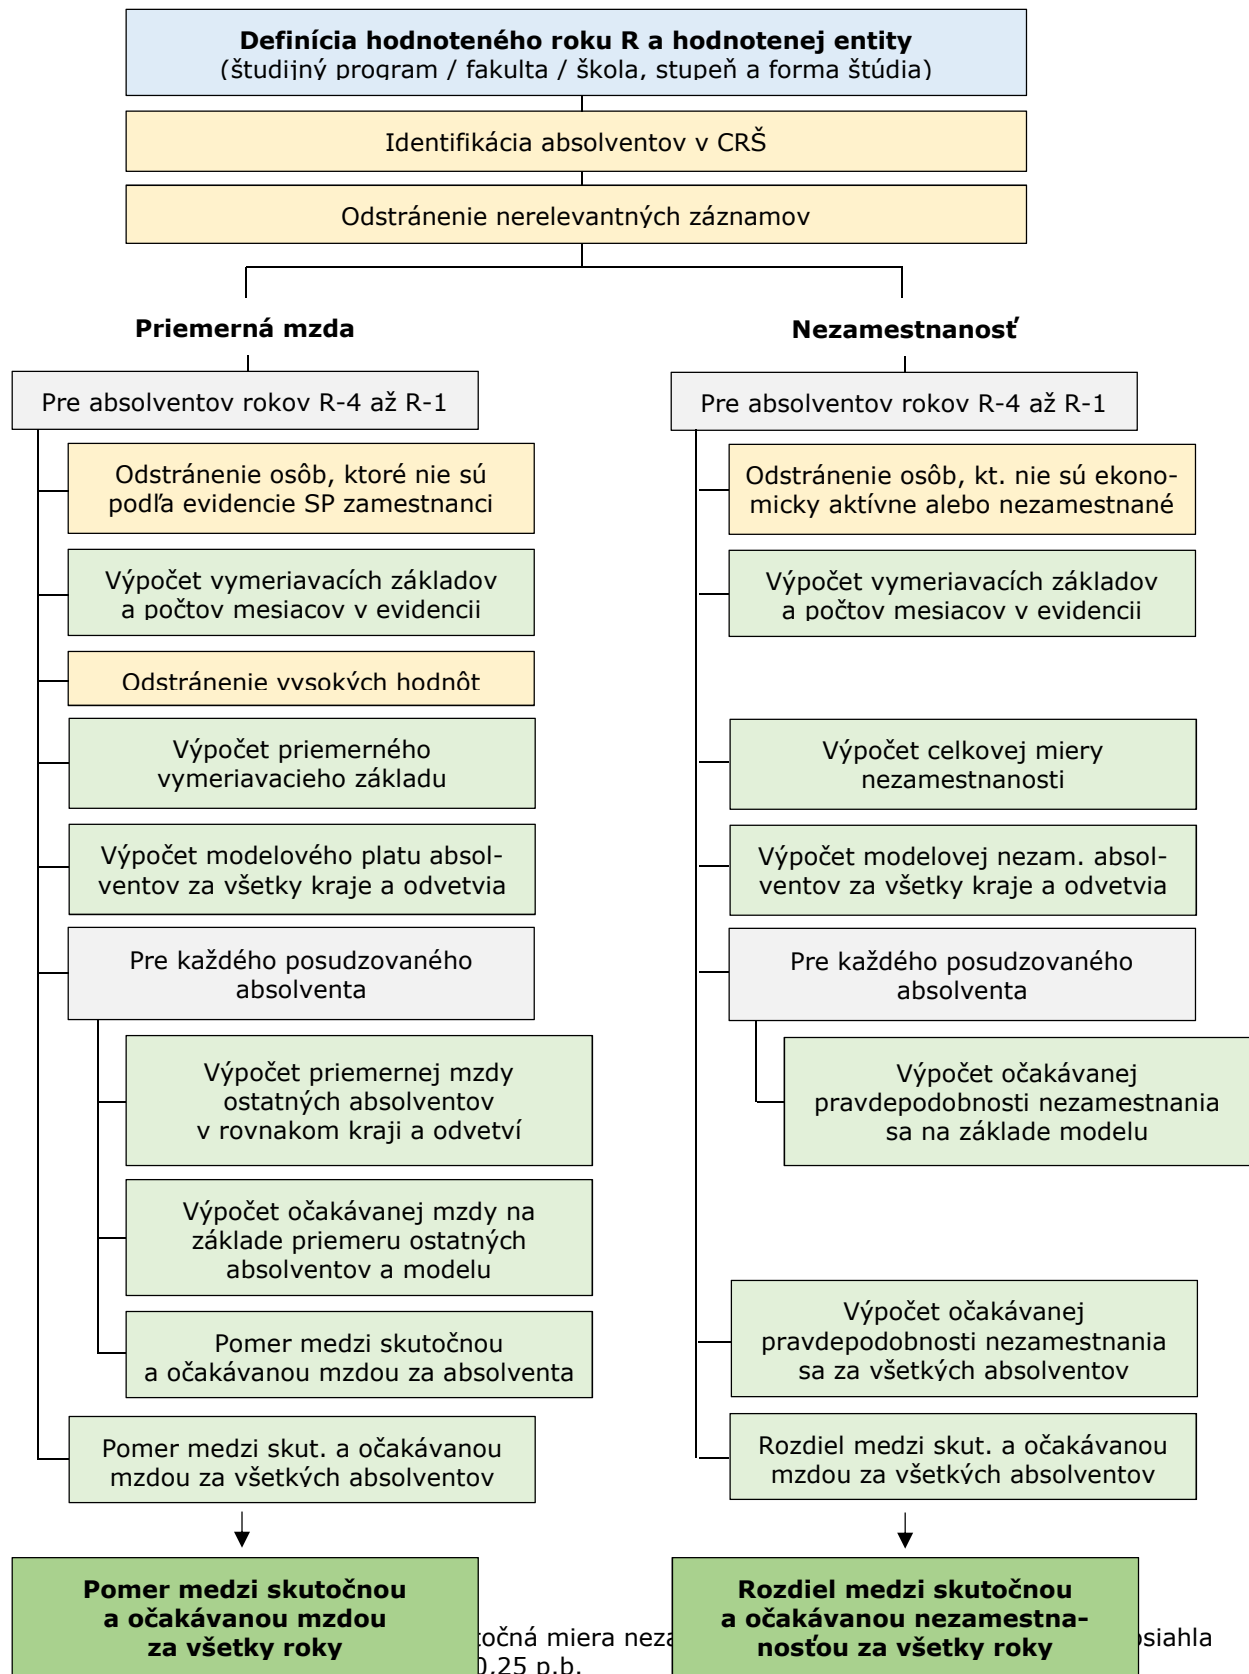 Definícia hodnoteného roku R a hodnotenej entity
(študijný program / fakulta / škola, stupeň a forma štúdia)
Identifikácia absolventov v CRŠ
Odstránenie nerelevantných záznamov
Priemerná mzda
Pre absolventov rokov R-4 až R-1
Odstránenie osôb, ktoré nie sú
podľa evidencie SP zamestnanci
Výpočet vymeriavacích základov
a počtov mesiacov v evidencii
Odstránenie vysokých hodnôt
Výpočet priemerného
vymeriavacieho základu
Výpočet modelového platu absol-
ventov za všetky kraje a odvetvia
Pre každého posudzovaného
absolventa
Výpočet priemernej mzdy
ostatných absolventov
v rovnakom kraji a odvetví
Výpočet očakávanej mzdy na
základe priemeru ostatných
absolventov a modelu
Pomer medzi skutočnou
a očakávanou mzdou za absolventa
Pomer medzi skut. a očakávanou
mzdou za všetkých absolventov
Pomer medzi skutočnou
a očakávanou mzdou
za všetky roky
Nezamestnanosť
Pre absolventov rokov R-4 až R-1
Odstránenie osôb, kt. nie sú ekono-
micky aktívne alebo nezamestnané
Výpočet vymeriavacích základov
a počtov mesiacov v evidencii
Výpočet celkovej miery
nezamestnanosti
Výpočet modelovej nezam. absol-
ventov za všetky kraje a odvetvia
Pre každého posudzovaného
absolventa
Výpočet očakávanej
pravdepodobnosti nezamestnania
sa na základe modelu
Výpočet očakávanej
pravdepodobnosti nezamestnania
sa za všetkých absolventov
Rozdiel medzi skut. a očakávanou
mzdou za všetkých absolventov
Rozdiel medzi skutočnou
a očakávanou nezamestna-
nosťou za všetky roky
točná miera neza siahla
0,25 p.b.